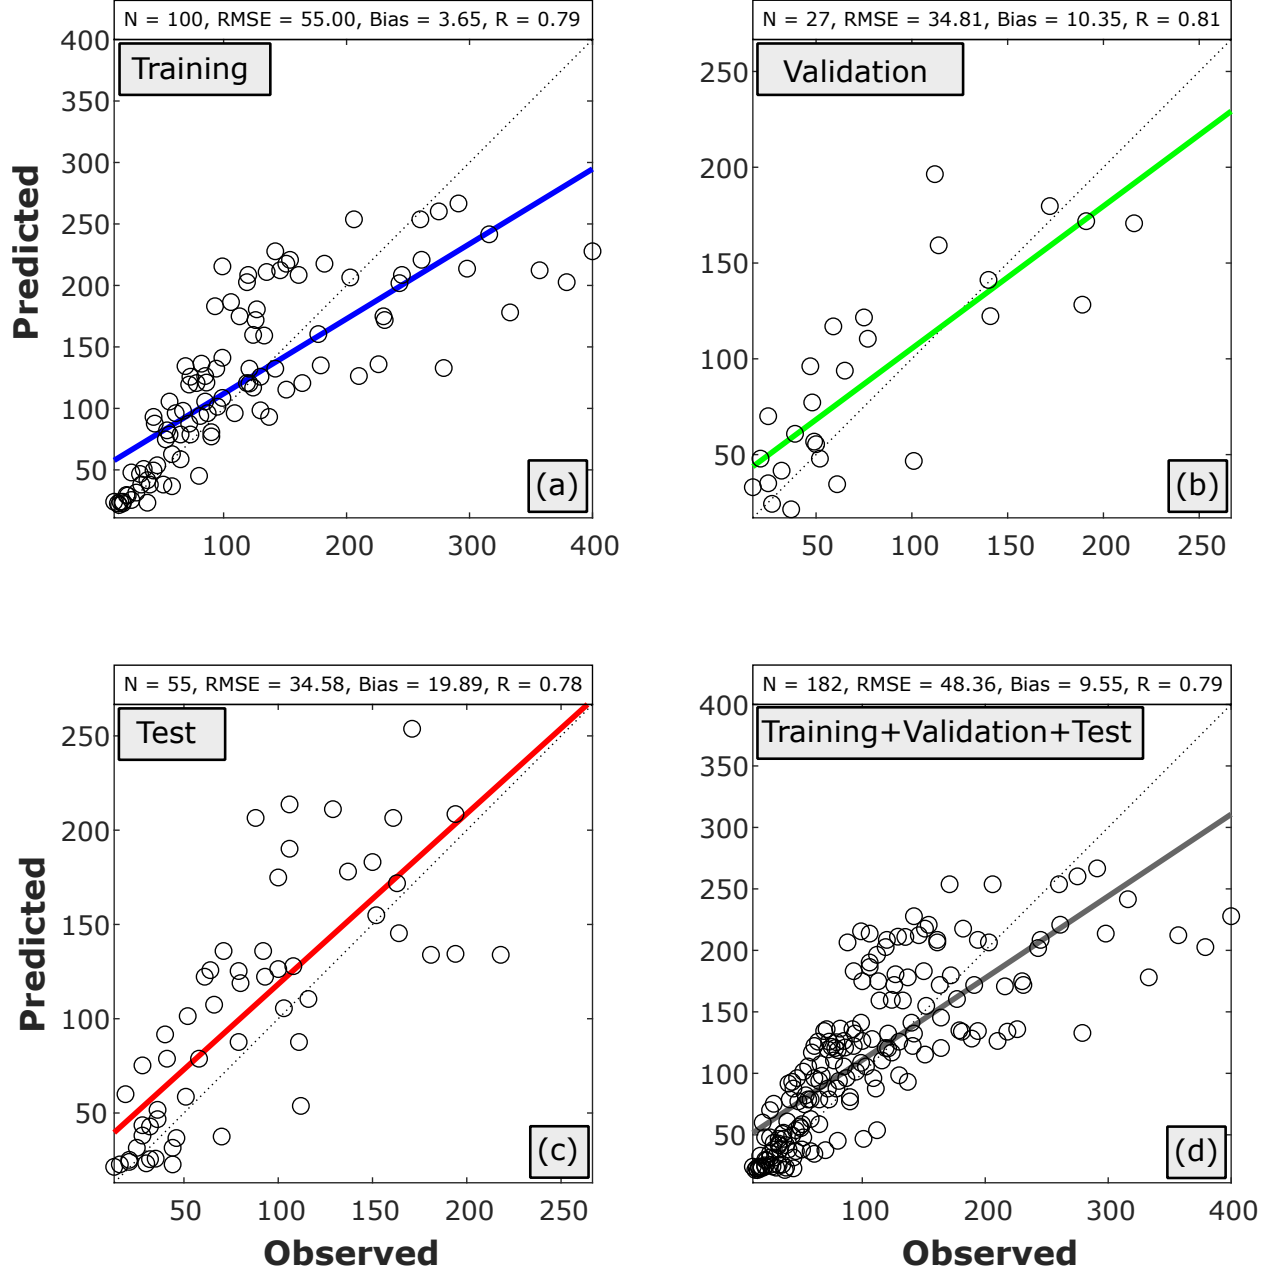 N = 100, RMSE = 55.00, Bias = 3.65, R = 0.79
N = 27, RMSE = 34.81, Bias = 10.35, R = 0.81
Training
Validation
400
350
300
250
200
150
100
50
Predicted
250
200
150
100
50
(a)
(b)
100 200 300 400
50 100 150 200 250
N = 55, RMSE = 34.58, Bias = 19.89, R = 0.78
N = 182, RMSE = 48.36, Bias = 9.55, R = 0.79
Test
Training+Validation+Test
250
200
150
100
50
Predicted
400
350
300
250
200
150
100
50
(c)
(d)
50 100 150 200 250
100 200 300 400
Observed
Observed